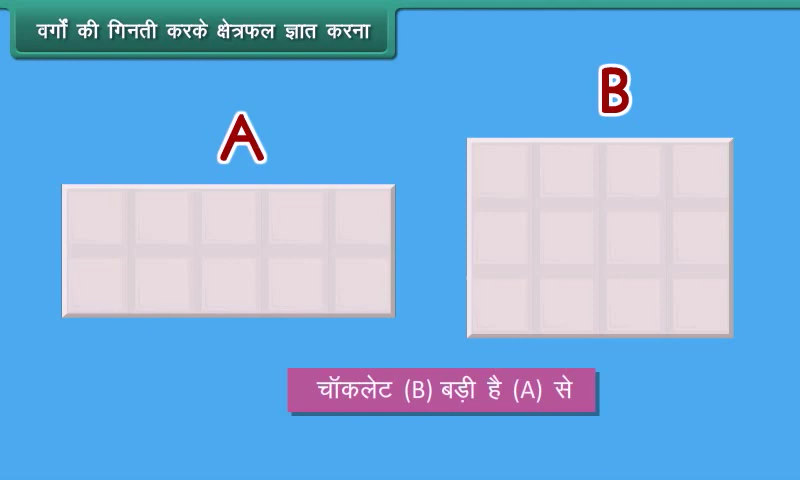 वर्गों की गिनती करके क्षेत्रफल ज्ञात करना
A
B
चॉकलेट (B) बड़ी है (A) से